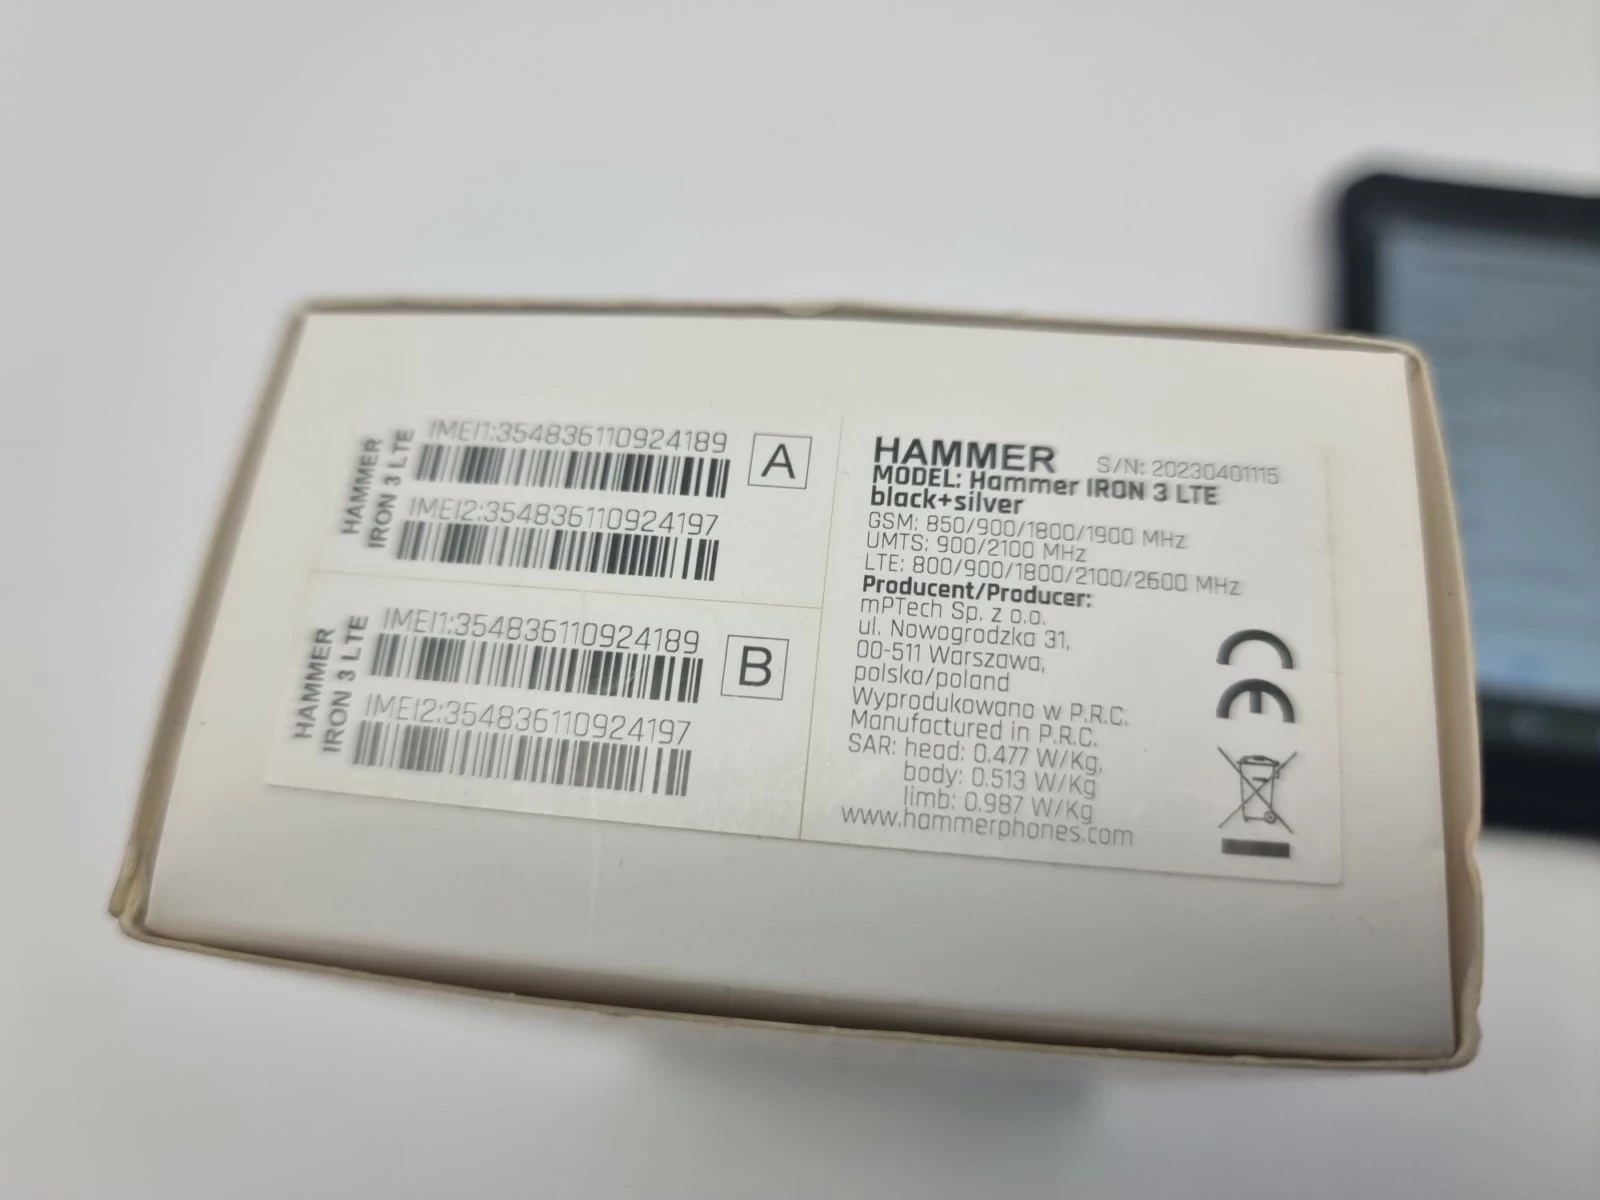 HAMMER
IRON 3 LTE
IMEI1:354836110924189
IMEI2:354836110924197
A
HAMMER
IRON 3 LTE
IMEI1:354836110924189
IMEI2:354836110924197
B
HAMMER S/N: 20230401115
MODEL: Hammer IRON 3 LTE
black+silver
GSM: 850/900/1800/1900 MHz
UMTS: 900/2100 MHz
LTE: 800/900/1800/2100/2600 MHz
Producent/Producer:
mPTech Sp. z o.o.
ul. Nowogrodzka 31,
00-511 Warszawa,
polska/poland
Wyprodukowano w P.R.C.
Manufactured in P.R.C.
SAR: head: 0.477 W/Kg,
body: 0.513 W/Kg
limb: 0.987 W/Kg
www.hammerphones.com
CE